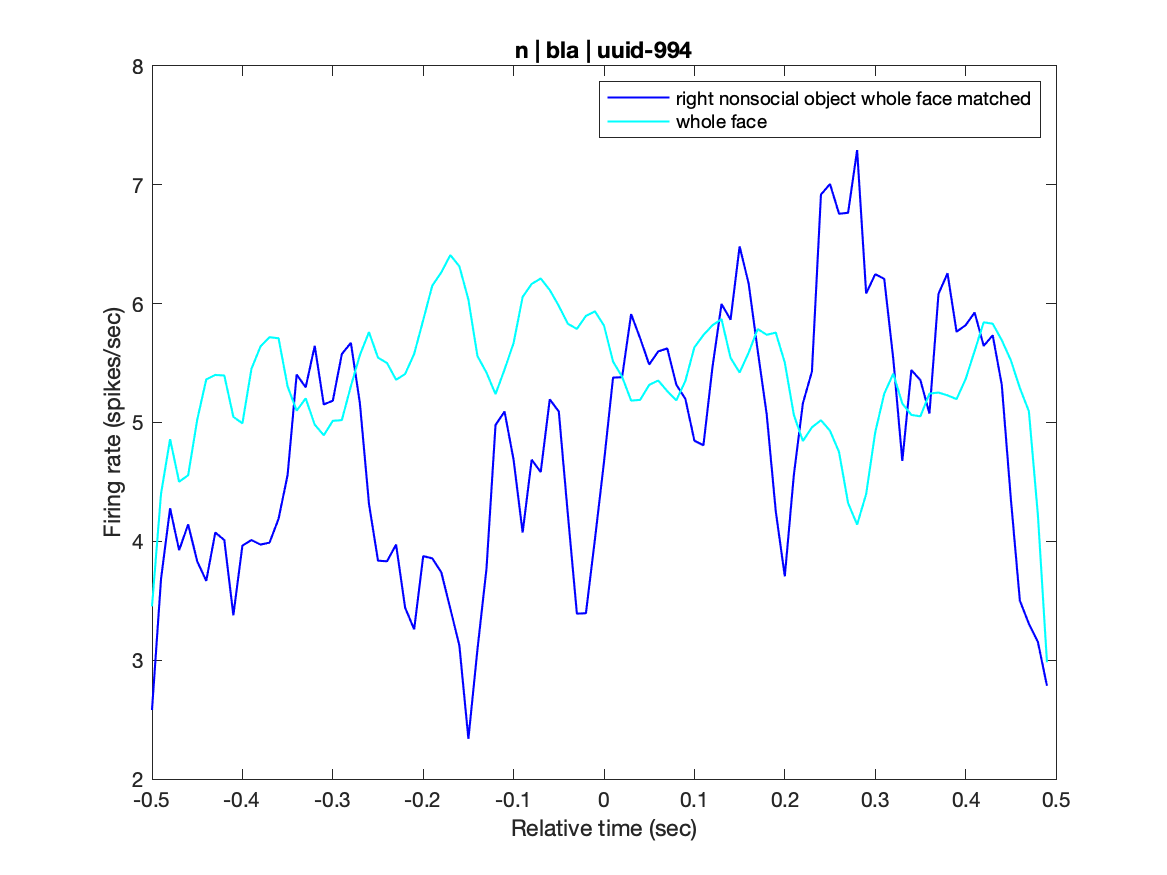 n | bla | uuid-994
right nonsocial object whole face matched
whole face
8
7
6
5
4
3
2
Firing rate (spikes/sec)
-0.5 -0.4 -0.3 -0.2 -0.1 0 0.1 0.2 0.3 0.4 0.5
Relative time (sec)